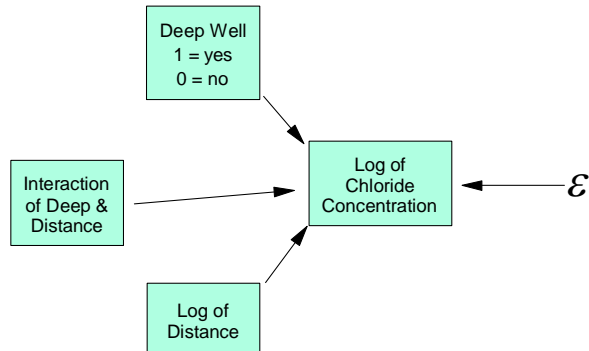 Deep Well
1 = yes
0 = no
Log of
Chloride
Concentration
ε
Interaction
of Deep &
Distance
Log of
Distance